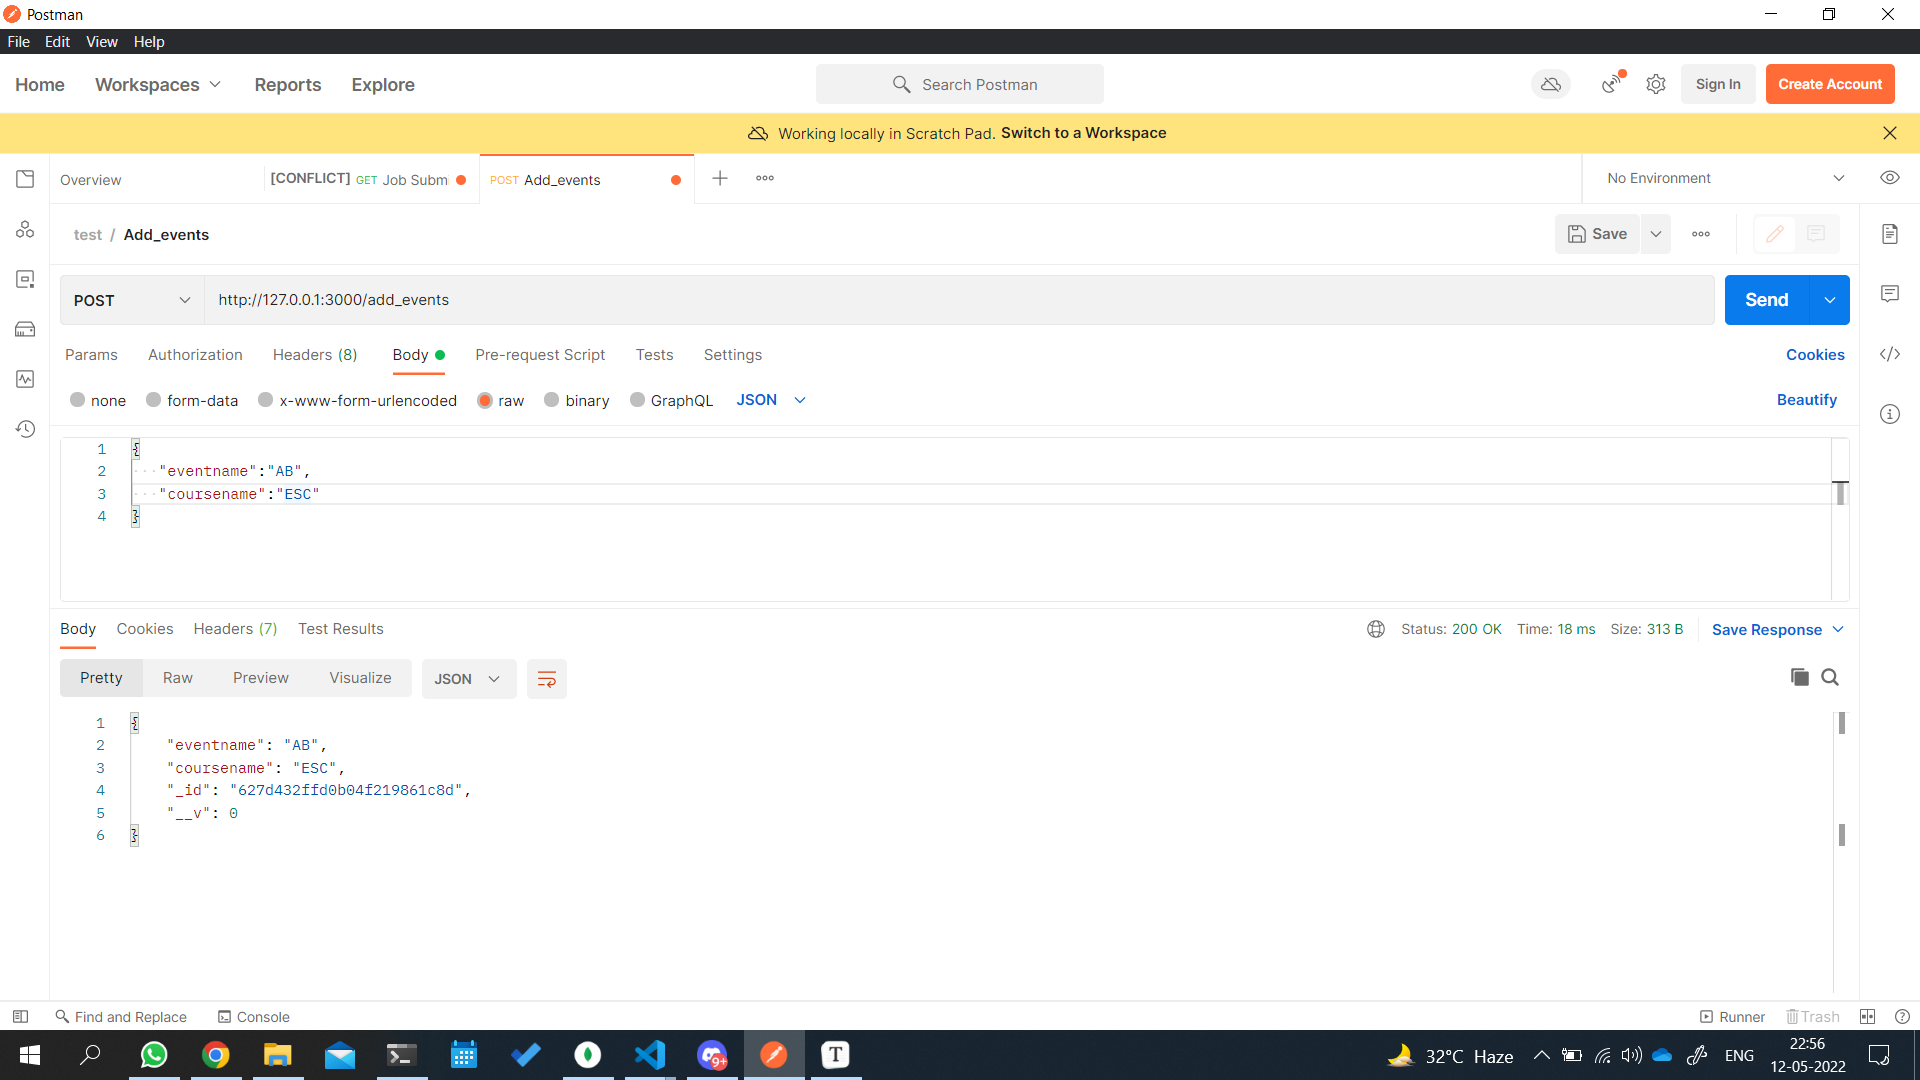 Postman
File Edit View Help
Home Workspaces Reports Explore Search Postman Sign In Create Account
Working locally in Scratch Pad. Switch to a Workspace
Overview [CONFLICT] GET Job Subm POST Add_events No Environment
test / Add_events Save
POST http://127.0.0.1:3000/add_events Send
Params Authorization Headers (8) Body Pre-request Script Tests Settings Cookies
none form-data x-www-form-urlencoded raw binary GraphQL JSON Beautify
1 {
2 "eventname":"AB",
3 "coursename":"ESC"
4 }
Body Cookies Headers (7) Test Results Status: 200 OK Time: 18 ms Size: 313 B Save Response
Pretty Raw Preview Visualize JSON
1 {
2 "eventname": "AB",
3 "coursename": "ESC",
4 "_id": "627d432ffd0b04f219861c8d",
5 "__v": 0
6 }
Find and Replace Console Runner Trash
9+ T 32°C Haze ENG 22:56
12-05-2022